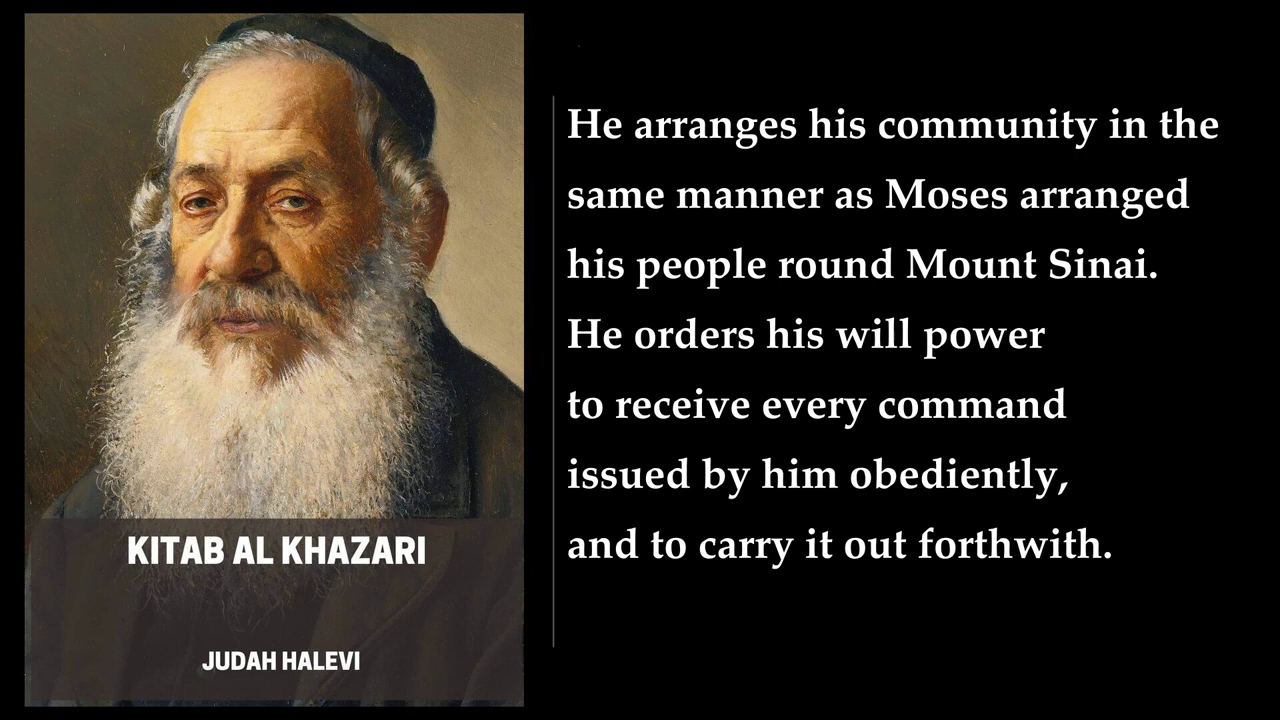 He arranges his community in the
same manner as Moses arranged
his people round Mount Sinai.
He orders his will power
to receive every command
issued by him obediently,
and to carry it out forthwith.
KITAB AL KHAZARI
JUDAH HALEVI